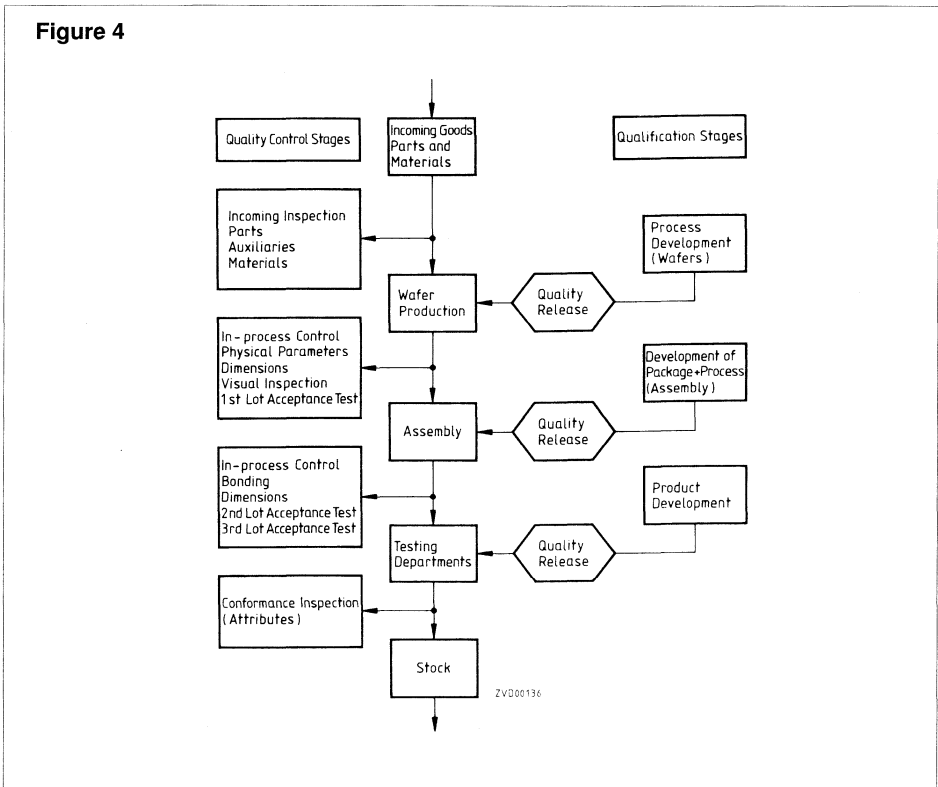 Figure 4
Quality Control Stages
Incoming Goods
Parts and
Materials
Qualification Stages
Incoming Inspection
Parts
Auxiliaries
Materials
Process
Development
(Wafers)
Wafer
Production
Quality
Release
In-process Control
Physical Parameters
Dimensions
Visual Inspection
1st Lot Acceptance Test
Development of
Package+Process
(Assembly)
Assembly
Quality
Release
In-process Control
Bonding
Dimensions
2nd Lot Acceptance Test
3rd Lot Acceptance Test
Product
Development
Testing
Departments
Quality
Release
Conformance Inspection
(Attributes)
Stock
ZVD00136